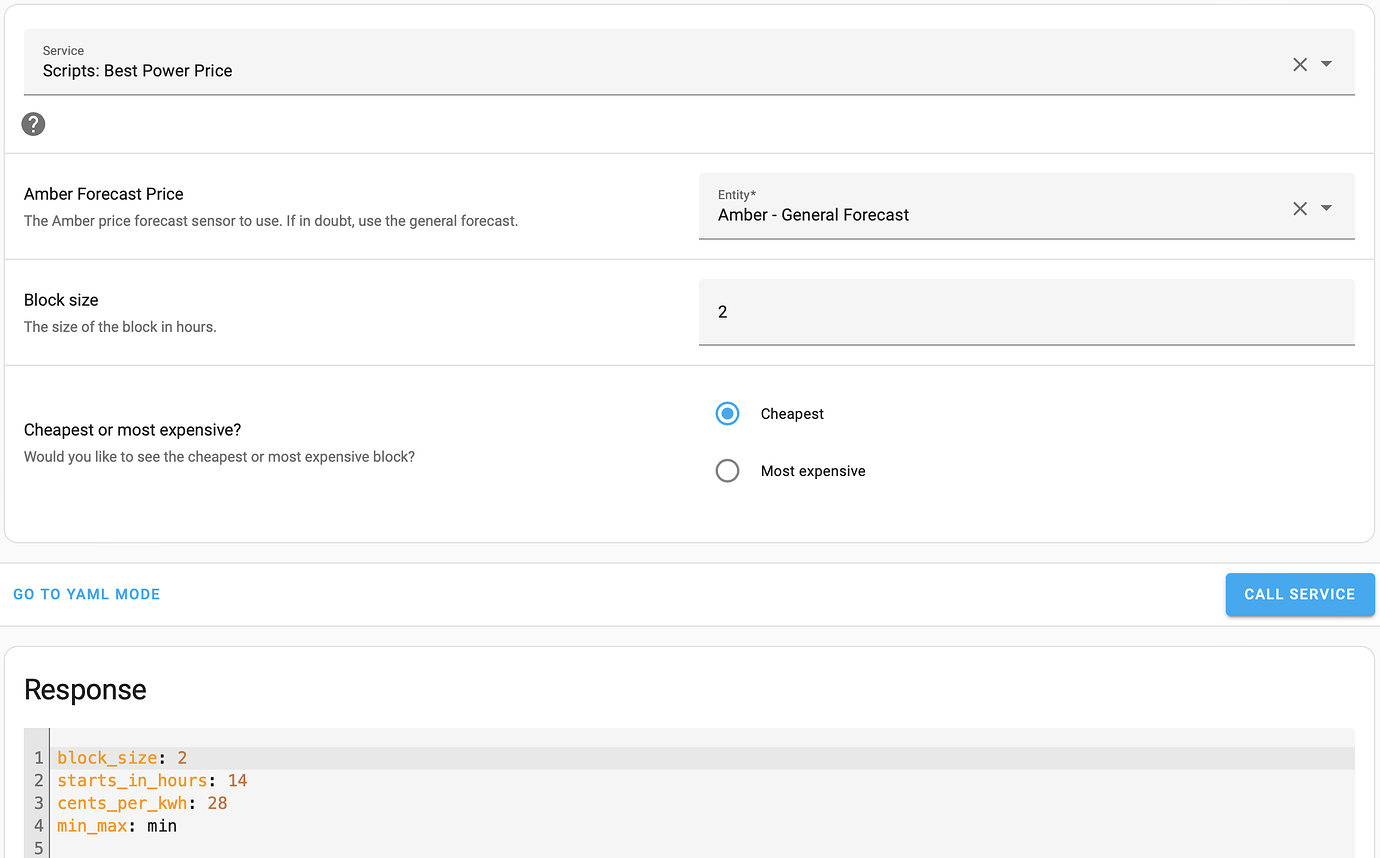 Service
Scripts: Best Power Price
?
Amber Forecast Price
The Amber price forecast sensor to use. If in doubt, use the general forecast.
Entity*
Amber - General Forecast
Block size
The size of the block in hours.
2
Cheapest or most expensive?
Would you like to see the cheapest or most expensive block?
Cheapest
Most expensive
GO TO YAML MODE
CALL SERVICE
Response
1 block_size: 2
2 starts_in_hours: 14
3 cents_per_kwh: 28
4 min_max: min
5